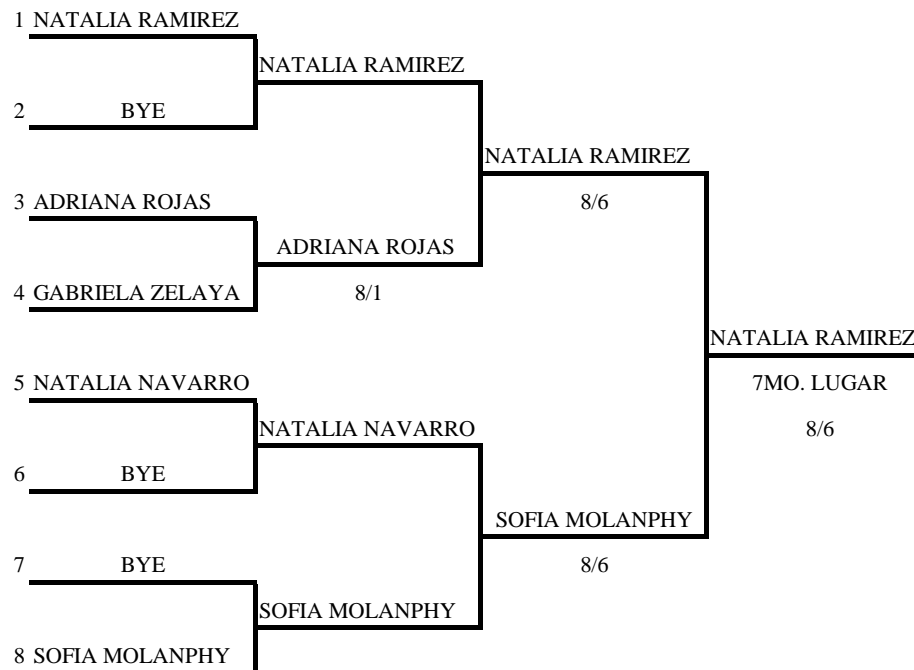 1 NATALIA RAMIREZ
NATALIA RAMIREZ
2 BYE
NATALIA RAMIREZ
3 ADRIANA ROJAS
8/6
ADRIANA ROJAS
4 GABRIELA ZELAYA
8/1
NATALIA RAMIREZ
5 NATALIA NAVARRO
7MO. LUGAR
NATALIA NAVARRO
8/6
6 BYE
SOFIA MOLANPHY
7 BYE
8/6
SOFIA MOLANPHY
8 SOFIA MOLANPHY